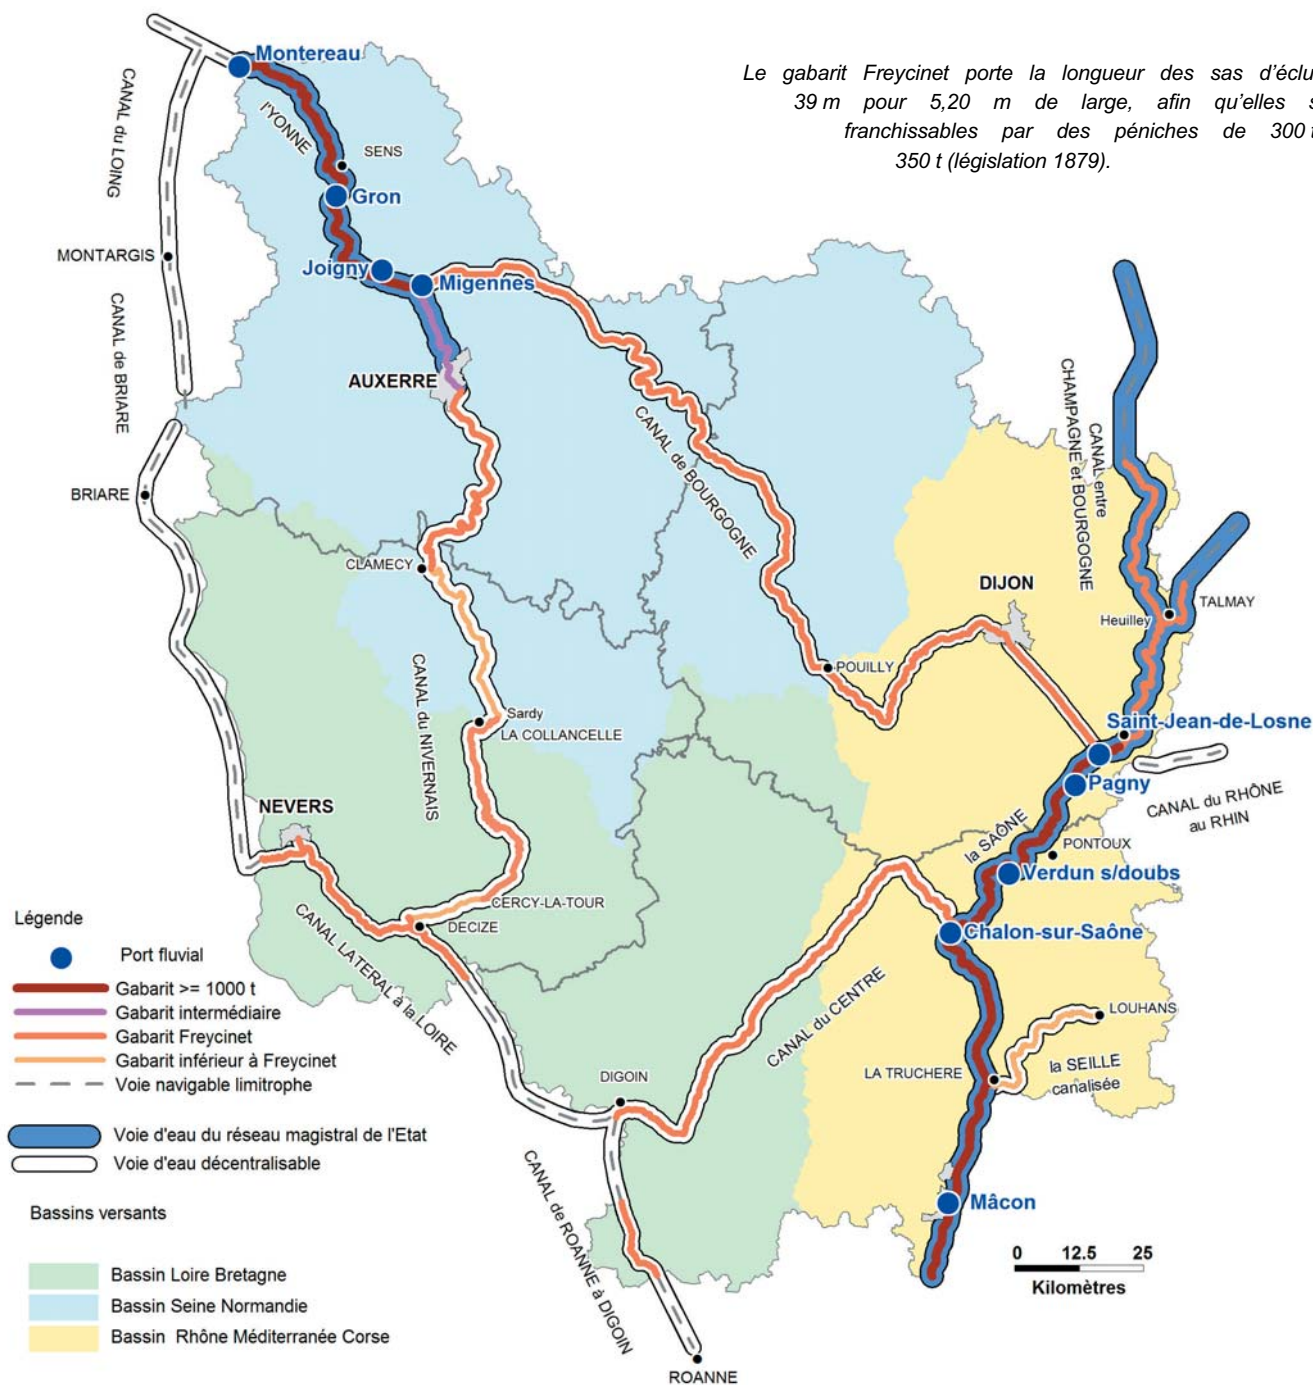 Le gabarit Freycinet porte la longueur des sas d'éclu
39 m pour 5,20 m de large, afin qu'elles s
franchissables par des péniches de 300 t
350 t (législation 1879).
Montereau
CANAL du LOING
l'YONNE
SENS
Gron
MONTARGIS
Joigny
Migennes
CANAL de BRIARE
AUXERRE
BRIARE
CANAL de BOURGOGNE
CANAL entre
CHAMPAGNE et BOURGOGNE
CLAMECY
DIJON
TALMAY
Heuilley
POUILLY
CANAL du NIVERNAIS
Sardy
LA COLLANCELLE
Saint-Jean-de-Losne
Pagny
CANAL du RHÔNE
au RHIN
NEVERS
la SAÔNE
PONTOUX
Verdun s/doubs
CERCY-LA-TOUR
DECIZE
Chalon-sur-Saône
CANAL LATERAL à la LOIRE
CANAL du CENTRE
LOUHANS
LA TRUCHERE
la SEILLE
canalisée
DIGOIN
CANAL de ROANNE à DIGOIN
Mâcon
ROANNE
0 12.5 25
Kilomètres
Légende
Port fluvial
Gabarit >= 1000 t
Gabarit intermédiaire
Gabarit Freycinet
Gabarit inférieur à Freycinet
Voie navigable limitrophe
Voie d'eau du réseau magistral de l'Etat
Voie d'eau décentralisable
Bassins versants
Bassin Loire Bretagne
Bassin Seine Normandie
Bassin Rhône Méditerranée Corse